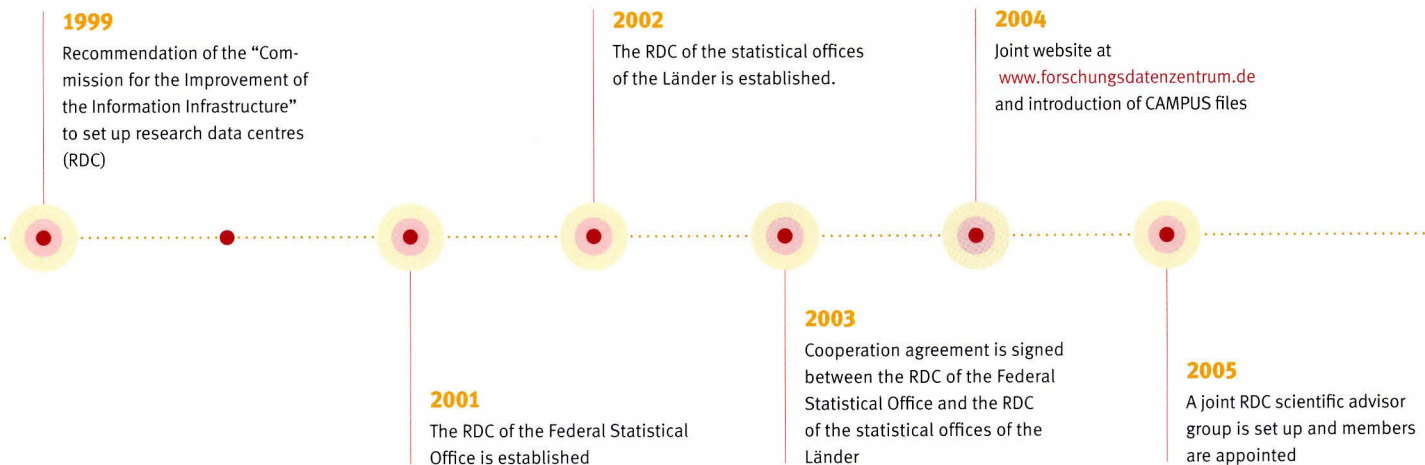 1999
Recommendation of the “Com-
mission for the Improvement of
the Information Infrastructure”
to set up research data centres
(RDC)
2001
The RDC of the Federal Statistical
Office is established
2002
The RDC of the statistical offices
of the Länder is established.
2003
Cooperation agreement is signed
between the RDC of the Federal
Statistical Office and the RDC
of the statistical offices of the
Länder
2004
Joint website at
www.forschungsdatenzentrum.de
and introduction of CAMPUS files
2005
A joint RDC scientific advisor
group is set up and members
are appointed